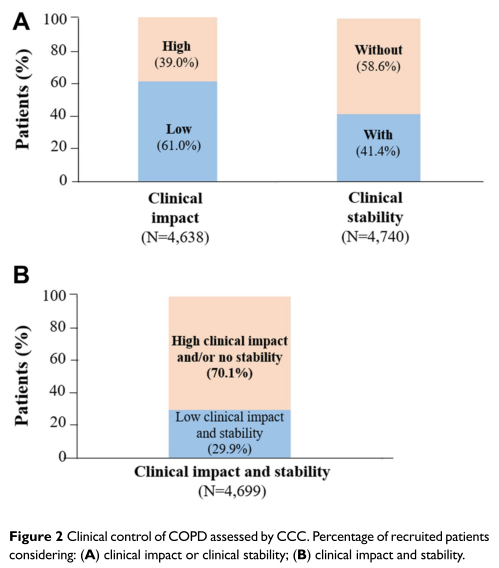 A
Patients (%)
100
80
60
40
20
0
High
(39.0%)
Low
(61.0%)
Without
(58.6%)
With
(41.4%)
Clinical
impact
(N=4,638)
Clinical
stability
(N=4,740)
B
Patients (%)
100
80
60
40
20
0
High clinical impact
and/or no stability
(70.1%)
Low clinical impact
and stability
(29.9%)
Clinical impact and stability
(N=4,699)
Figure 2 Clinical control of COPD assessed by CCC. Percentage of recruited patients
considering: (A) clinical impact or clinical stability; (B) clinical impact and stability.